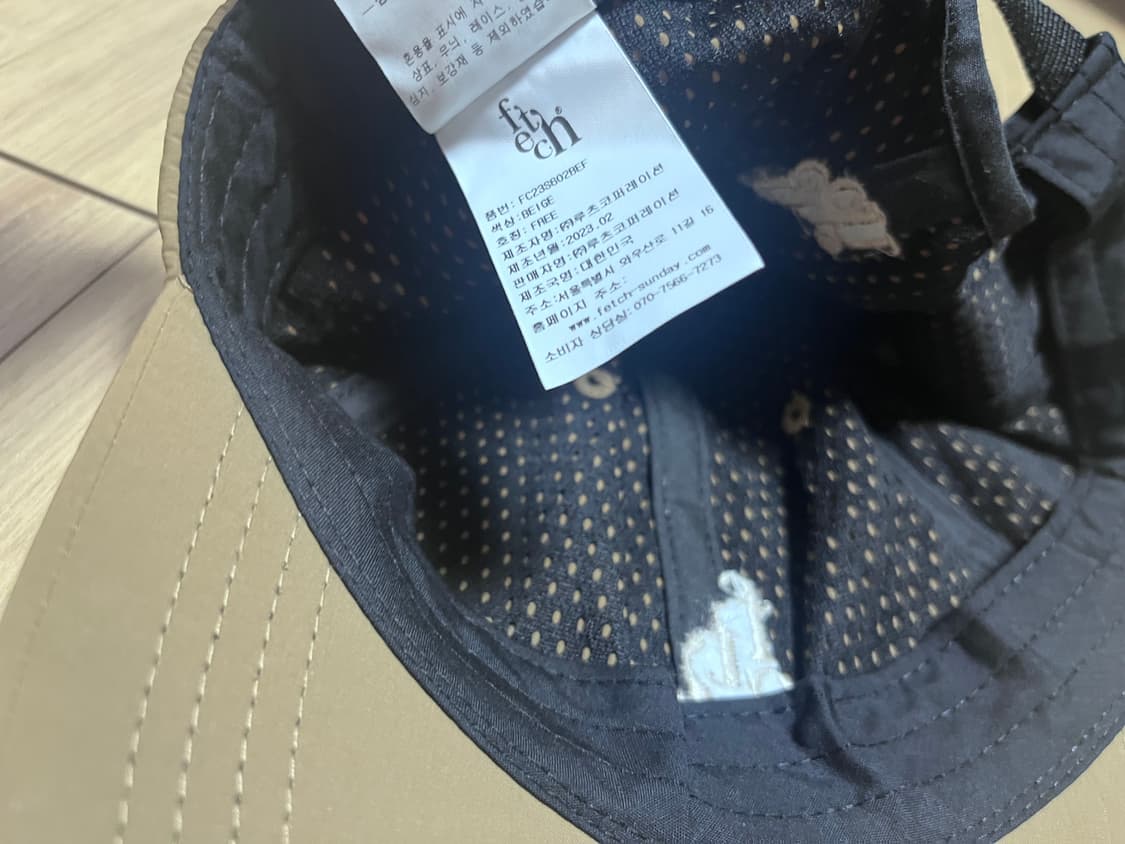 혼용율 표시에
상표, 무늬, 레이스,
심지, 보강재 등 제외하였습
fetch®
품번:FC23SB02BEF
색상:BEIGE
호칭:FREE
제조자명:㈜루츠코퍼레이션
제조년월:2023.02
판매자명:㈜루츠코퍼레이션
제조국명:대한민국
주소:서울특별시 와우산로 11길 16
홈페이지 주소:
www.fetch-sunday.com
소비자 상담실:070-7566-7273